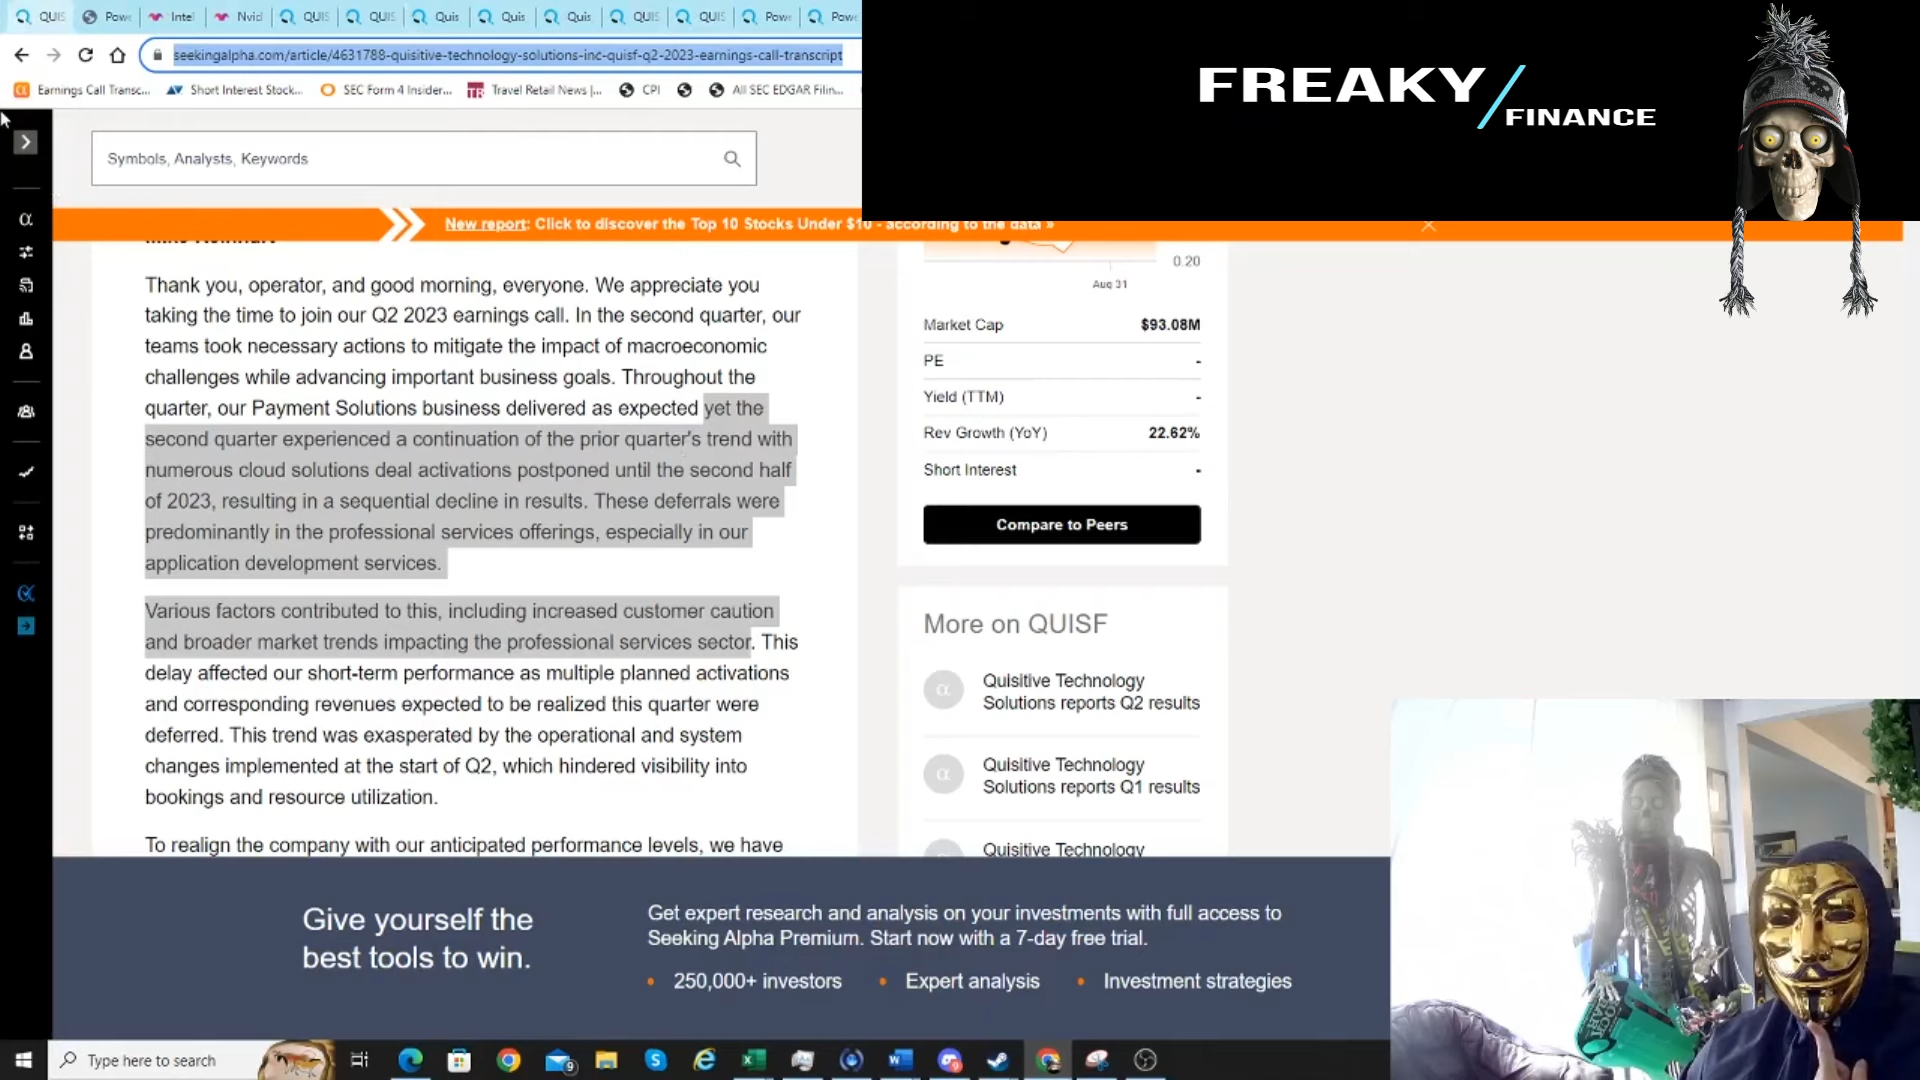 QUIS
Powe
Intel
Nvid
QUIS
QUIS
Quis
Quis
Quis
QUIS
QUIS
Powe
Powe
seekingalpha.com/article/4631788-quisitive-technology-solutions-inc-quisf-q2-2023-earnings-call-transcript
Earnings Call Transc...
Short Interest Stock...
SEC Form 4 Insider...
Travel Retail News |...
CPI
All SEC EDGAR Filin...
FREAKY
FINANCE
Symbols, Analysts, Keywords
New report: Click to discover the Top 10 Stocks Under $10 - according to the data »
Thank you, operator, and good morning, everyone. We appreciate you
taking the time to join our Q2 2023 earnings call. In the second quarter, our
teams took necessary actions to mitigate the impact of macroeconomic
challenges while advancing important business goals. Throughout the
quarter, our Payment Solutions business delivered as expected yet the
second quarter experienced a continuation of the prior quarter's trend with
numerous cloud solutions deal activations postponed until the second half
of 2023, resulting in a sequential decline in results. These deferrals were
predominantly in the professional services offerings, especially in our
application development services.
Various factors contributed to this, including increased customer caution
and broader market trends impacting the professional services sector. This
delay affected our short-term performance as multiple planned activations
and corresponding revenues expected to be realized this quarter were
deferred. This trend was exasperated by the operational and system
changes implemented at the start of Q2, which hindered visibility into
bookings and resource utilization.
To realign the company with our anticipated performance levels, we have
0.20
Aug 31
Market Cap $93.08M
PE -
Yield (TTM) -
Rev Growth (YoY) 22.62%
Short Interest -
Compare to Peers
More on QUISF
Quisitive Technology
Solutions reports Q2 results
Quisitive Technology
Solutions reports Q1 results
Quisitive Technology
Give yourself the
best tools to win.
Get expert research and analysis on your investments with full access to
Seeking Alpha Premium. Start now with a 7-day free trial.
• 250,000+ investors
• Expert analysis
• Investment strategies
Type here to search